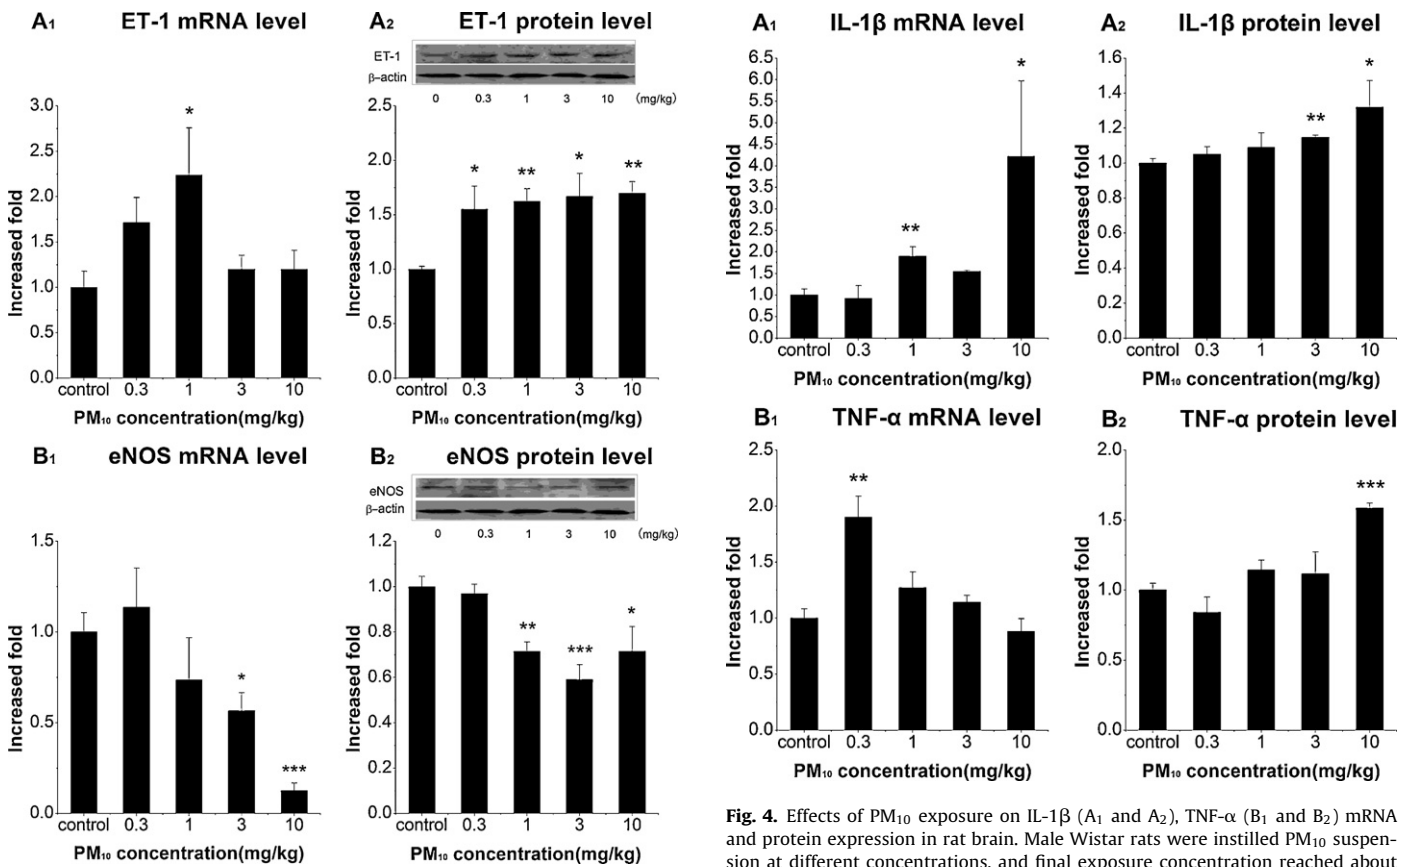 A1 ET-1 mRNA level
Increased fold
3.0
2.5
2.0
1.5
1.0
0.5
0.0
*
control 0.3 1 3 10
PM10 concentration(mg/kg)
A2 ET-1 protein level
ET-1
β-actin
0 0.3 1 3 10 (mg/kg)
Increased fold
2.5
2.0
1.5
1.0
0.5
0.0
* ** * **
control 0.3 1 3 10
PM10 concentration(mg/kg)
B1 eNOS mRNA level
Increased fold
1.5
1.0
0.5
0.0
* ***
control 0.3 1 3 10
PM10 concentration(mg/kg)
B2 eNOS protein level
eNOS
β-actin
0 0.3 1 3 10 (mg/kg)
Increased fold
1.2
1.0
0.8
0.6
0.4
0.2
0.0
** *** *
control 0.3 1 3 10
PM10 concentration(mg/kg)
A1 IL-1β mRNA level
Increased fold
6.5
6.0
5.5
5.0
4.5
4.0
3.5
3.0
2.5
2.0
1.5
1.0
0.5
0.0
** *
control 0.3 1 3 10
PM10 concentration(mg/kg)
A2 IL-1β protein level
Increased fold
1.6
1.4
1.2
1.0
0.8
0.6
0.4
0.2
0.0
** *
control 0.3 1 3 10
PM10 concentration(mg/kg)
B1 TNF-α mRNA level
Increased fold
2.5
2.0
1.5
1.0
0.5
0.0
**
control 0.3 1 3 10
PM10 concentration(mg/kg)
B2 TNF-α protein level
Increased fold
2.0
1.5
1.0
0.5
0.0
***
control 0.3 1 3 10
PM10 concentration(mg/kg)
Fig. 4. Effects of PM10 exposure on IL-1β (A1 and A2), TNF-α (B1 and B2) mRNA
and protein expression in rat brain. Male Wistar rats were instilled PM10 suspen-
sion at different concentrations, and final exposure concentration reached about